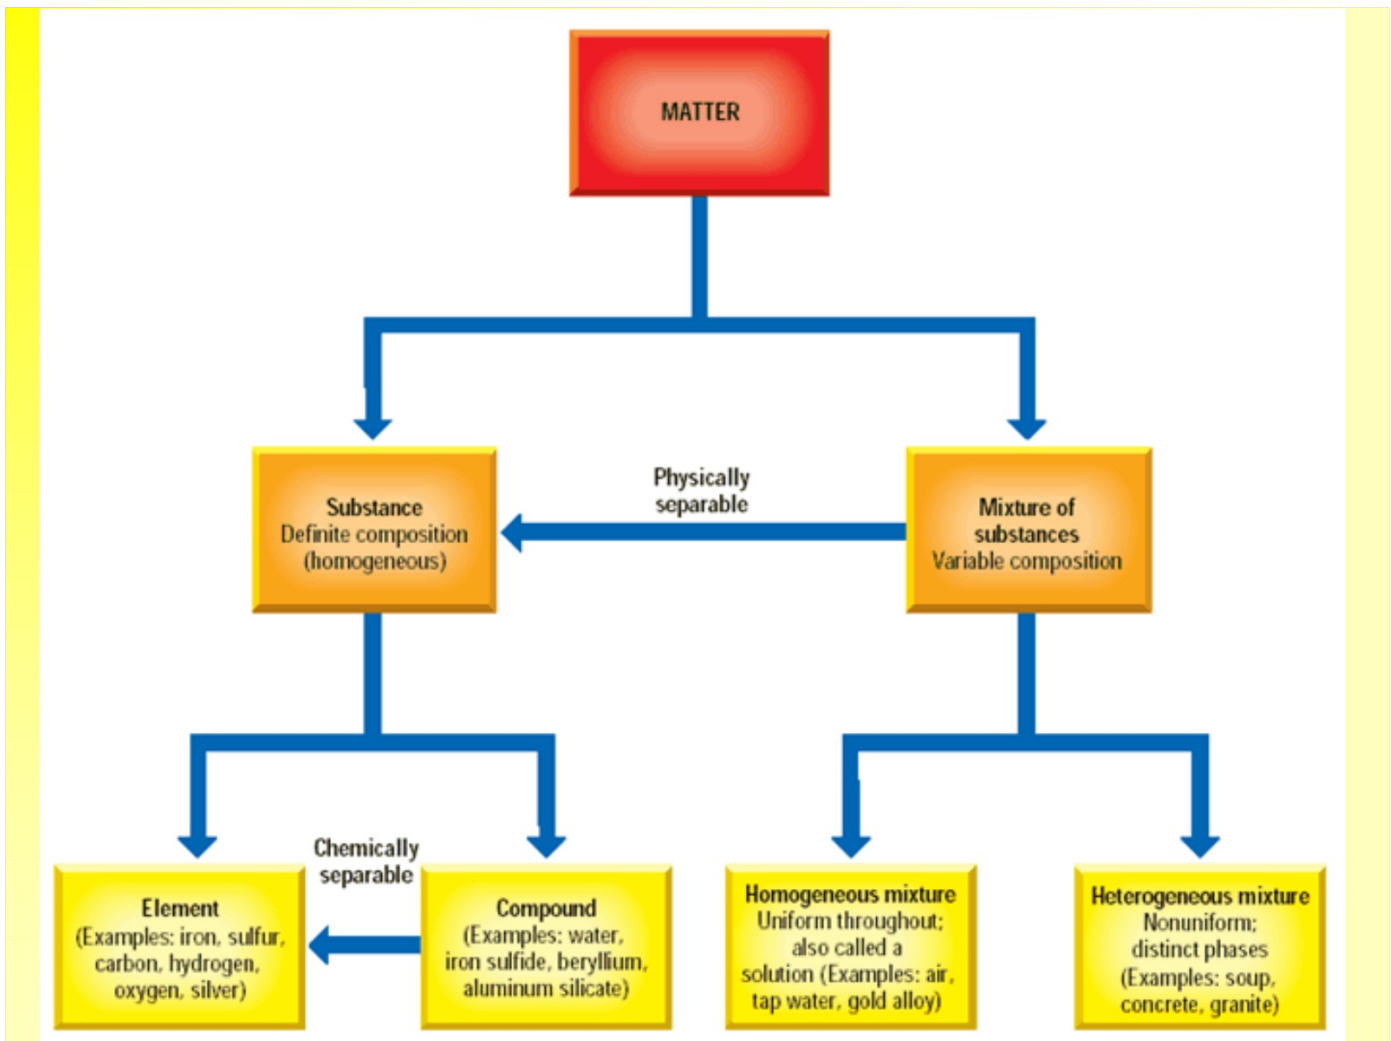 MATTER
Physically
separable
Substance
Definite composition
(homogeneous)
Mixture of
substances
Variable composition
Chemically
separable
Element
(Examples: iron, sulfur,
carbon, hydrogen,
oxygen, silver)
Compound
(Examples: water,
iron sulfide, beryllium,
aluminum silicate)
Homogeneous mixture
Uniform throughout;
also called a
solution (Examples: air,
tap water, gold alloy)
Heterogeneous mixture
Nonuniform;
distinct phases
(Examples: soup,
concrete, granite)